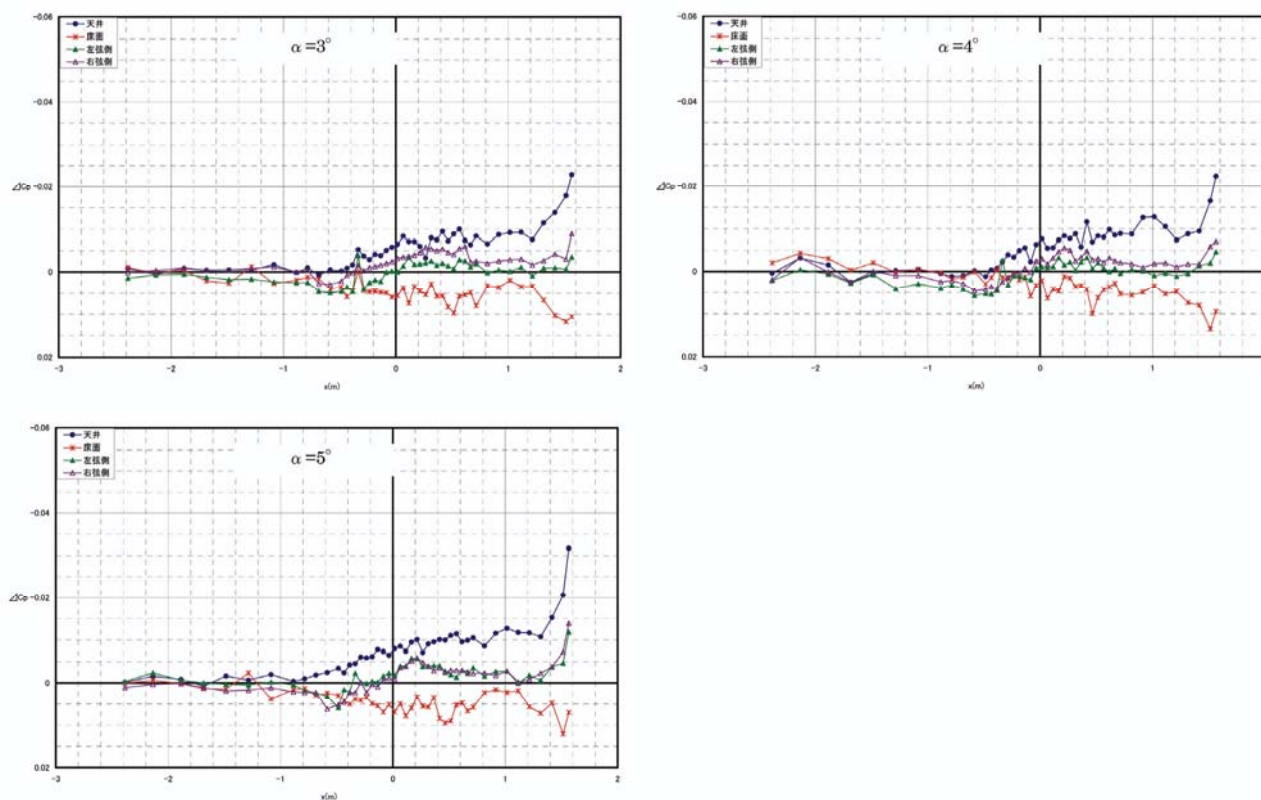 天井
床面
左弦側
右弦側
α=3°
-0.06
-0.04
⊿Cp -0.02
0
0.02
-3 -2 -1 0 1 2
x(m)
天井
床面
左弦側
右弦側
α=4°
-0.06
-0.04
⊿Cp -0.02
0
0.02
-3 -2 -1 0 1
x(m)
天井
床面
左弦側
右弦側
α=5°
-0.06
-0.04
⊿Cp -0.02
0
0.02
-3 -2 -1 0 1 2
x(m)